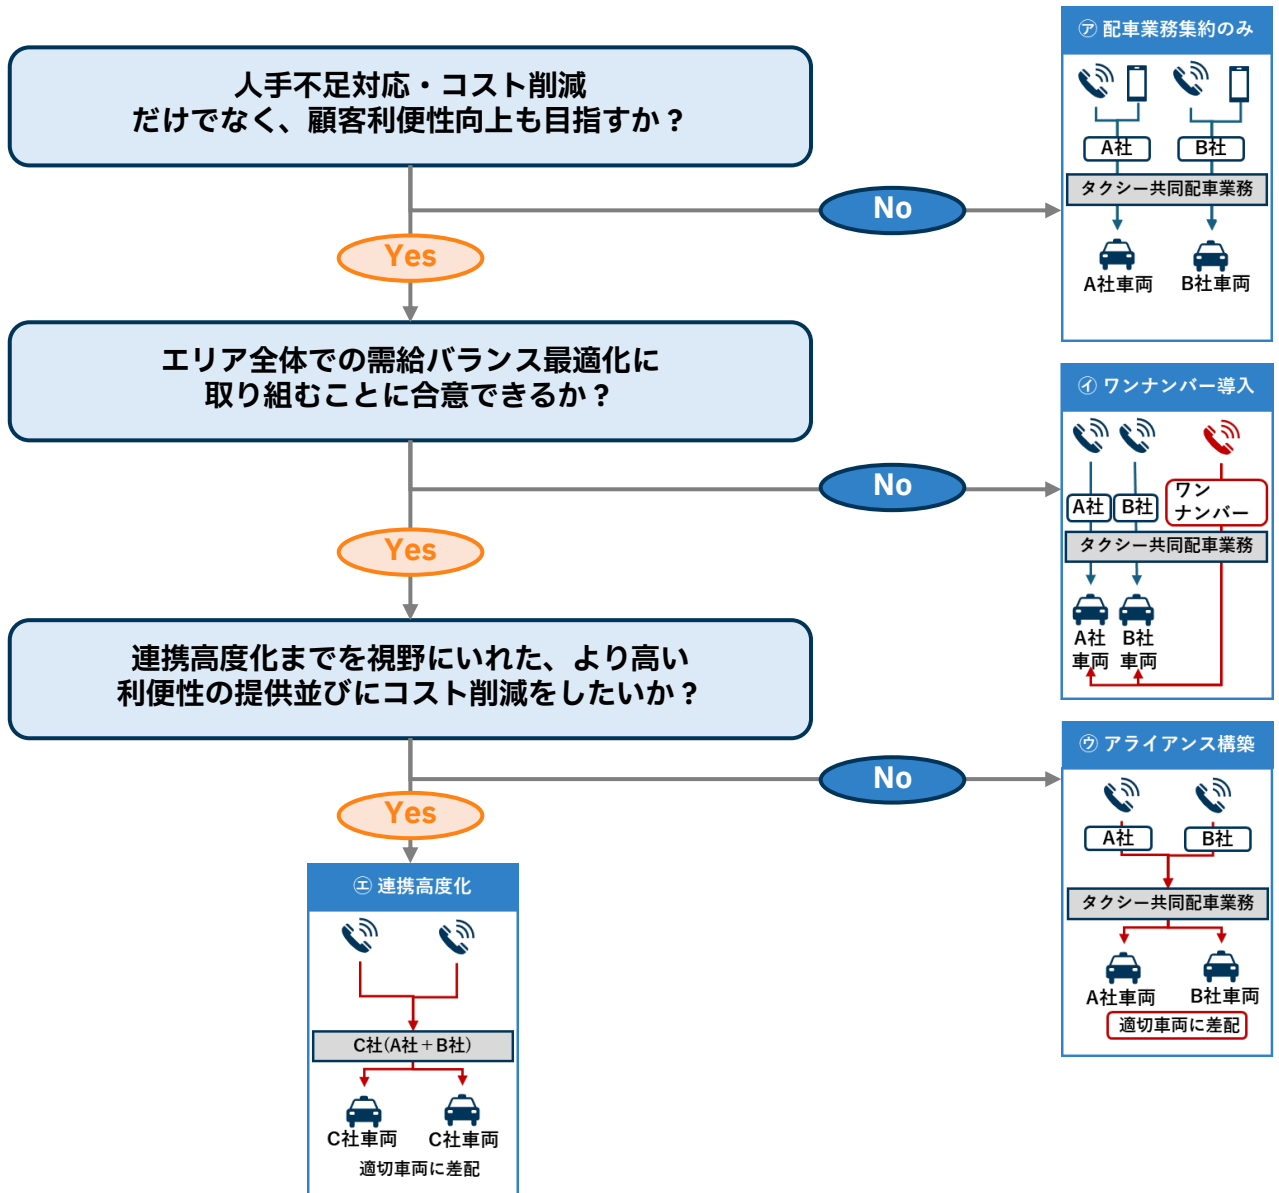 人手不足対応・コスト削減
だけでなく、顧客利便性向上も目指すか？
No
Yes
㋐ 配車業務集約のみ
A社
B社
タクシー共同配車業務
A社車両
B社車両
エリア全体での需給バランス最適化に
取り組むことに合意できるか？
No
Yes
㋑ ワンナンバー導入
A社
B社
ワン
ナンバー
タクシー共同配車業務
A社
車両
B社
車両
連携高度化までを視野にいれた、より高い
利便性の提供並びにコスト削減をしたいか？
No
Yes
㋒ アライアンス構築
A社
B社
タクシー共同配車業務
A社車両
B社車両
適切車両に差配
㋓ 連携高度化
C社(A社＋B社)
C社車両
C社車両
適切車両に差配